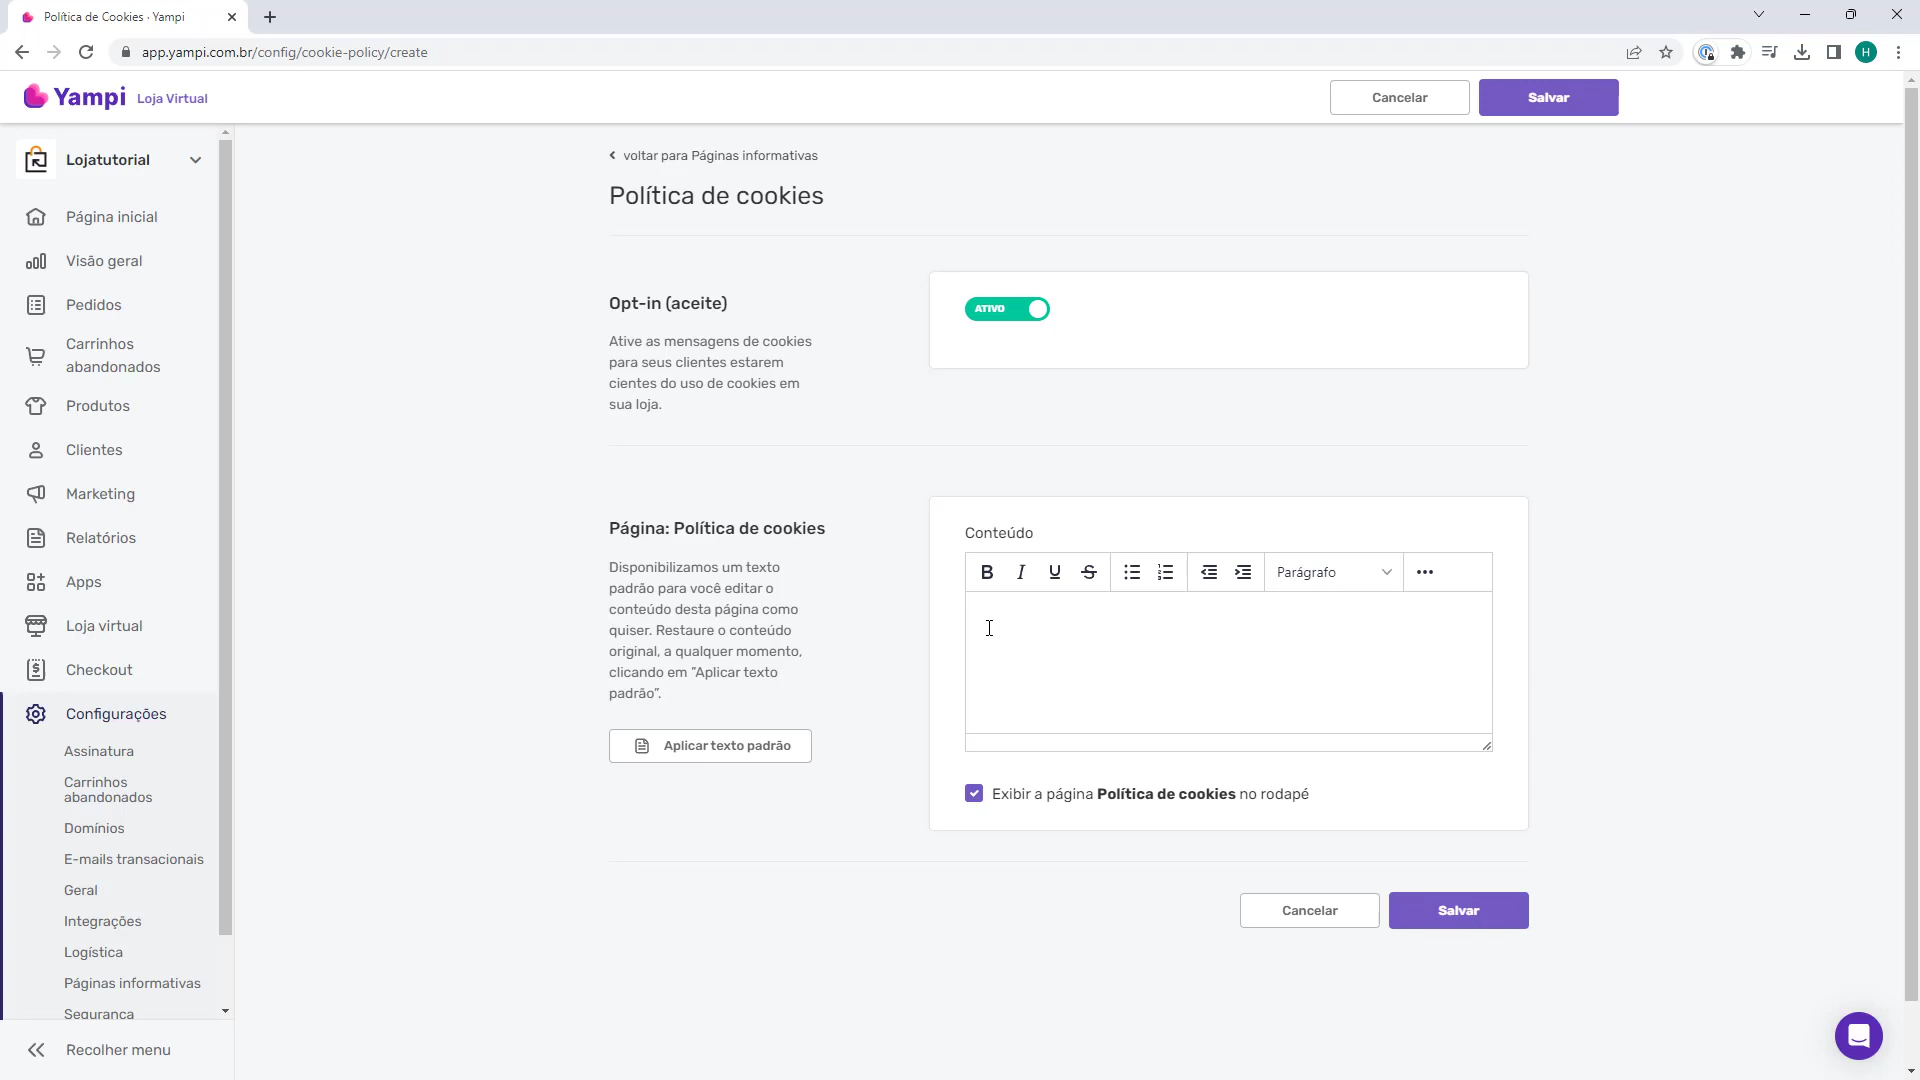 Política de Cookies · Yampi
app.yampi.com.br/config/cookie-policy/create
H
Yampi Loja Virtual
Cancelar
Salvar
Lojatutorial
Página inicial
Visão geral
Pedidos
Carrinhos
abandonados
Produtos
Clientes
Marketing
Relatórios
Apps
Loja virtual
Checkout
Configurações
Assinatura
Carrinhos
abandonados
Domínios
E-mails transacionais
Geral
Integrações
Logística
Páginas informativas
Segurança
Recolher menu
voltar para Páginas informativas
Política de cookies
Opt-in (aceite)
Ative as mensagens de cookies
para seus clientes estarem
cientes do uso de cookies em
sua loja.
ATIVO
Página: Política de cookies
Disponibilizamos um texto
padrão para você editar o
conteúdo desta página como
quiser. Restaure o conteúdo
original, a qualquer momento,
clicando em "Aplicar texto
padrão".
Aplicar texto padrão
Conteúdo
B I U S
Parágrafo
Exibir a página Política de cookies no rodapé
Cancelar
Salvar